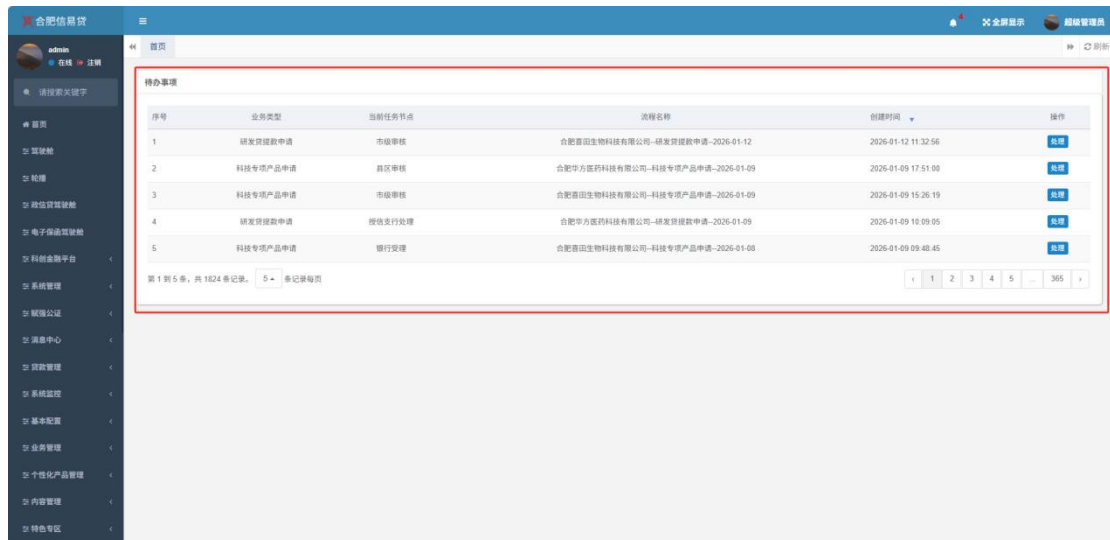 合肥信易贷
4
全屏显示
超级管理员
admin
在线 注销
首页
刷新
请搜索关键字
首页
驾驶舱
轮播
政信贷驾驶舱
电子保函驾驶舱
科创金融平台
系统管理
赋强公证
消息中心
贷款管理
系统监控
基本配置
业务管理
个性化产品管理
内容管理
特色专区
待办事项
序号 业务类型 当前任务节点 流程名称 创建时间 操作
1 研发贷提款申请 市级审核 合肥喜田生物科技有限公司--研发贷提款申请--2026-01-12 2026-01-12 11:32:56 处理
2 科技专项产品申请 县区审核 合肥华方医药科技有限公司--科技专项产品申请--2026-01-09 2026-01-09 17:51:00 处理
3 科技专项产品申请 市级审核 合肥喜田生物科技有限公司--科技专项产品申请--2026-01-09 2026-01-09 15:26:19 处理
4 研发贷提款申请 授信支行处理 合肥华方医药科技有限公司--研发贷提款申请--2026-01-09 2026-01-09 10:09:05 处理
5 科技专项产品申请 银行受理 合肥喜田生物科技有限公司--科技专项产品申请--2026-01-08 2026-01-09 09:48:45 处理
第 1 到 5 条，共 1824 条记录。 5 条记录每页
‹ 1 2 3 4 5 ... 365 ›